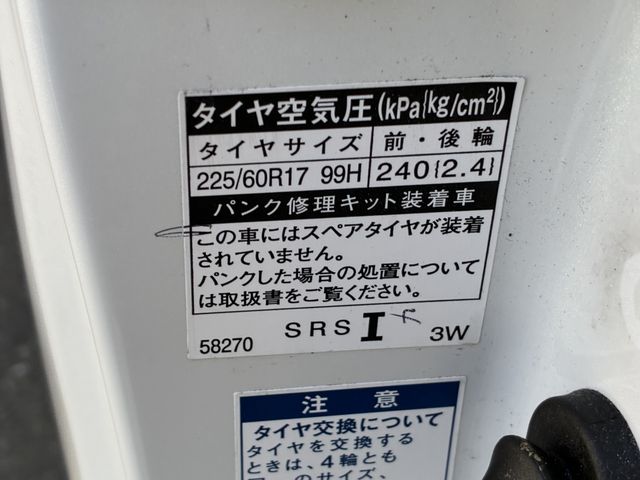 タイヤ空気圧(kPa{kg/cm²})
タイヤサイズ 前・後輪
225/60R17 99H 240{2.4}
パンク修理キット装着車
この車にはスペアタイヤが装着
されていません。
パンクした場合の処置について
は取扱書をご覧ください。
58270 SRS I 3W
注 意
タイヤ交換について
タイヤを交換する
ときは、4輪とも
のサイズ、